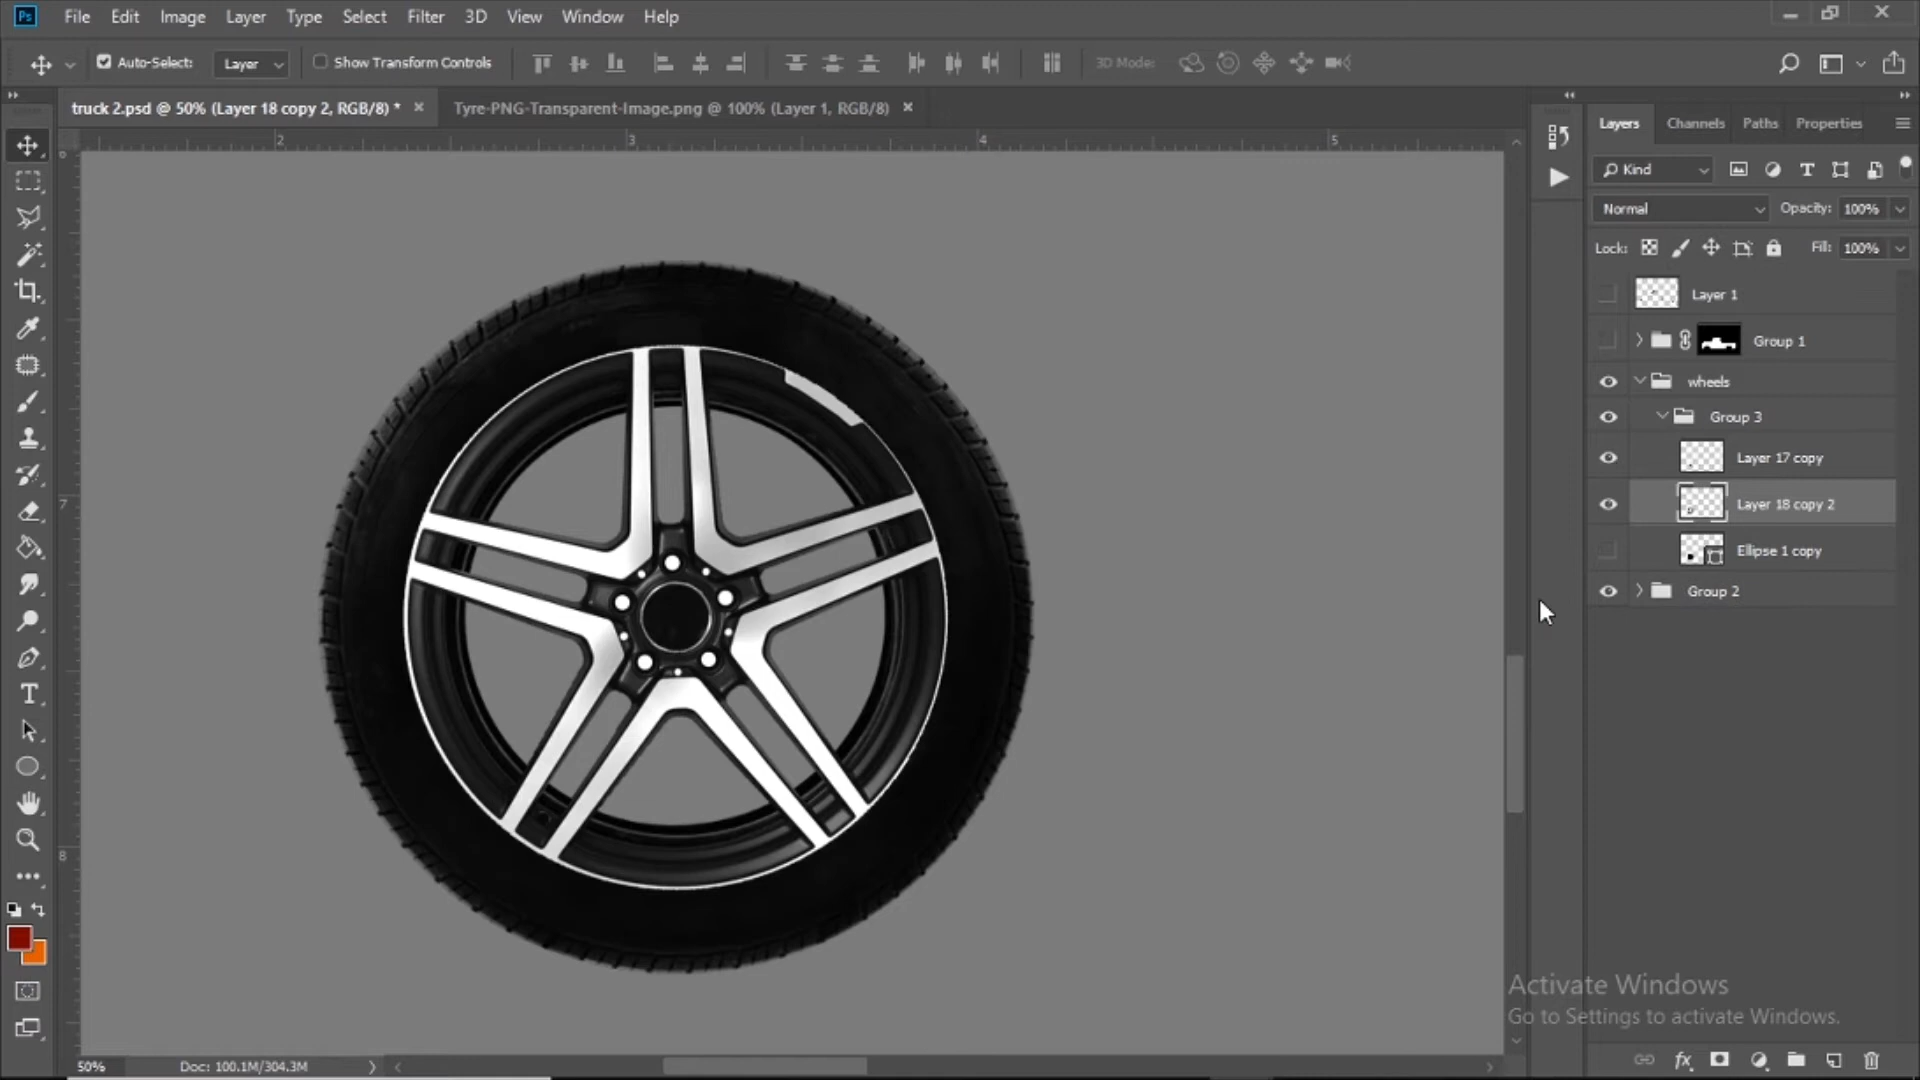 Ps File Edit Image Layer Type Select Filter 3D View Window Help
Auto-Select: Layer Show Transform Controls 3D Mode:
truck 2.psd @ 50% (Layer 18 copy 2, RGB/8) * Tyre-PNG-Transparent-Image.png @ 100% (Layer 1, RGB/8)
Layers Channels Paths Properties
2 3 4 5
Kind
Normal Opacity: 100%
Lock: Fill: 100%
Layer 1
Group 1
wheels
Group 3
Layer 17 copy
Layer 18 copy 2
Ellipse 1 copy
Group 2
7
8
Activate Windows
Go to Settings to activate Windows.
50% Doc: 100.1M/304.3M
fx